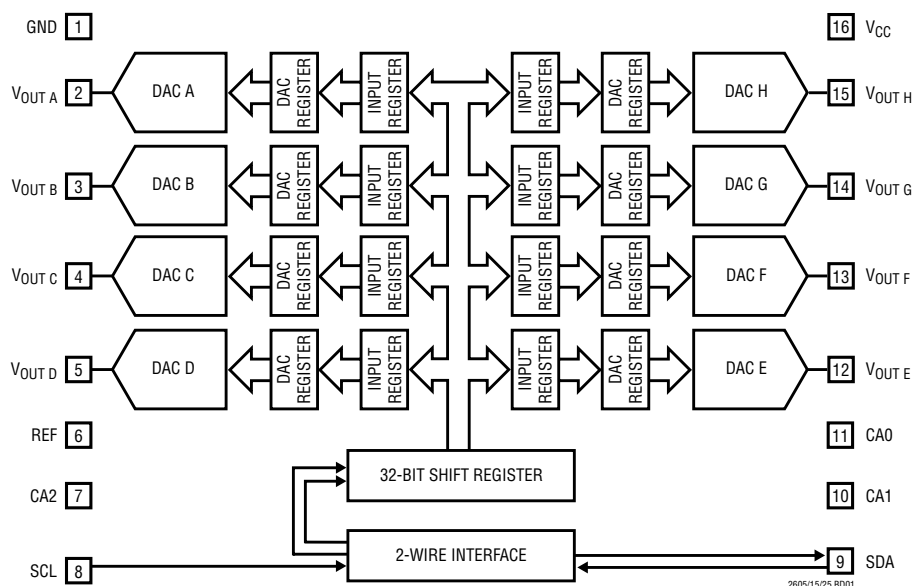 GND 1
16 VCC
VOUT A 2
DAC A
DAC REGISTER
INPUT REGISTER
INPUT REGISTER
DAC REGISTER
DAC H
15 VOUT H
VOUT B 3
DAC B
DAC REGISTER
INPUT REGISTER
INPUT REGISTER
DAC REGISTER
DAC G
14 VOUT G
VOUT C 4
DAC C
DAC REGISTER
INPUT REGISTER
INPUT REGISTER
DAC REGISTER
DAC F
13 VOUT F
VOUT D 5
DAC D
DAC REGISTER
INPUT REGISTER
INPUT REGISTER
DAC REGISTER
DAC E
12 VOUT E
REF 6
11 CA0
32-BIT SHIFT REGISTER
CA2 7
10 CA1
2-WIRE INTERFACE
SCL 8
9 SDA
2605/15/25 BD01